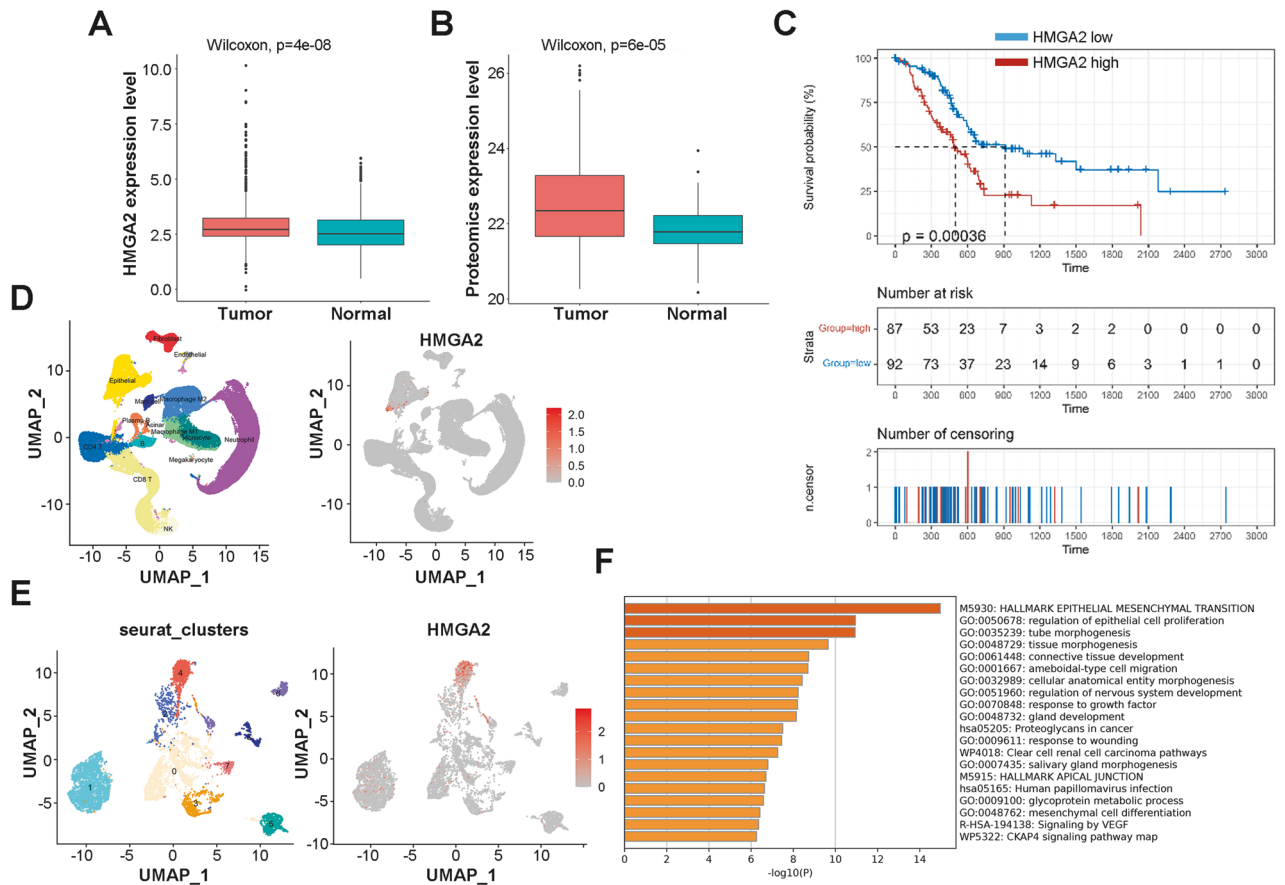 A
Wilcoxon, p=4e-08
HMGA2 expression level
10.0
7.5
5.0
2.5
0.0
Tumor
Normal
B
Wilcoxon, p=6e-05
Proteomics expression level
26
24
22
20
Tumor
Normal
C
HMGA2 low
HMGA2 high
Survival probability (%)
100
75
50
25
0
p = 0.00036
0 300 600 900 1200 1500 1800 2100 2400 2700 3000
Time
Number at risk
Strata
Group=high 87 53 23 7 3 2 2 0 0 0 0
Group=low 92 73 37 23 14 9 6 3 1 1 0
0 300 600 900 1200 1500 1800 2100 2400 2700 3000
Time
Number of censoring
n.censor
2
1
0
0 300 600 900 1200 1500 1800 2100 2400 2700 3000
Time
D
UMAP_2
10
0
-10
Fibroblast
Endothelial
Epithelial
Macrophage M2
Plasma B
Acinar
Macrophage M1
Monocyte
Neutrophil
CD4 T
B
Megakaryocyte
CD8 T
NK
-10 -5 0 5 10 15
UMAP_1
HMGA2
UMAP_2
10
0
-10
2.0
1.5
1.0
0.5
0.0
-10 -5 0 5 10 15
UMAP_1
E
seurat_clusters
UMAP_2
10
5
0
-5
-10
4
6
0
7
1
3
5
-10 -5 0 5 10
UMAP_1
HMGA2
UMAP_2
10
5
0
-5
-10
2
1
0
-10 -5 0 5 10
UMAP_1
F
M5930: HALLMARK EPITHELIAL MESENCHYMAL TRANSITION
GO:0050678: regulation of epithelial cell proliferation
GO:0035239: tube morphogenesis
GO:0048729: tissue morphogenesis
GO:0061448: connective tissue development
GO:0001667: ameboidal-type cell migration
GO:0032989: cellular anatomical entity morphogenesis
GO:0051960: regulation of nervous system development
GO:0070848: response to growth factor
GO:0048732: gland development
hsa05205: Proteoglycans in cancer
GO:0009611: response to wounding
WP4018: Clear cell renal cell carcinoma pathways
GO:0007435: salivary gland morphogenesis
M5915: HALLMARK APICAL JUNCTION
hsa05165: Human papillomavirus infection
GO:0009100: glycoprotein metabolic process
GO:0048762: mesenchymal cell differentiation
R-HSA-194138: Signaling by VEGF
WP5322: CKAP4 signaling pathway map
0 2 4 6 8 10 12 14
-log10(P)